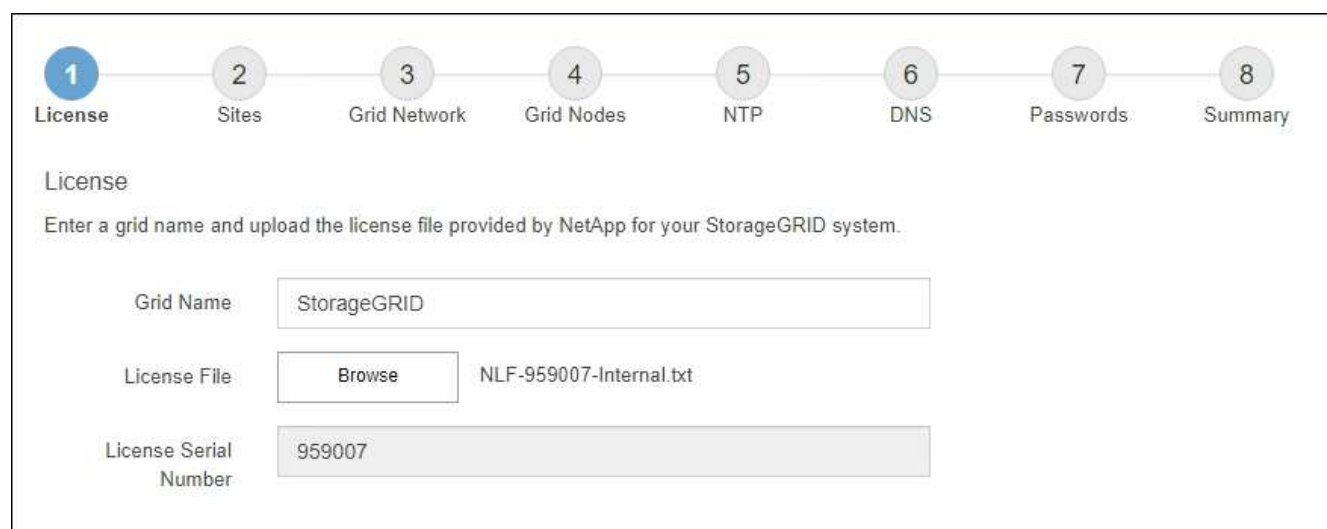 1 2 3 4 5 6 7 8
License Sites Grid Network Grid Nodes NTP DNS Passwords Summary
License
Enter a grid name and upload the license file provided by NetApp for your StorageGRID system.
Grid Name StorageGRID
License File Browse NLF-959007-Internal.txt
License Serial 959007
Number